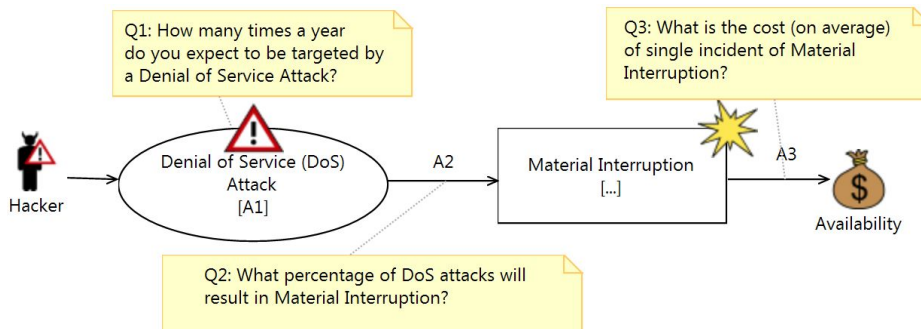 Q1: How many times a year
do you expect to be targeted by
a Denial of Service Attack?
Q3: What is the cost (on average)
of single incident of Material
Interruption?
Hacker
Denial of Service (DoS)
Attack
[A1]
A2
Material Interruption
[...]
A3
$
Availability
Q2: What percentage of DoS attacks will
result in Material Interruption?